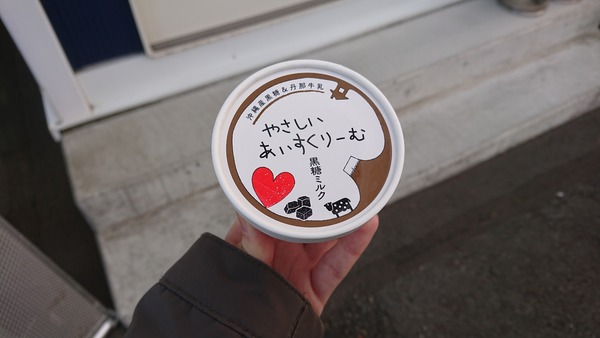 沖縄産黒糖&丹那牛乳
やさしい
あいすくりーむ
黒糖ミルク